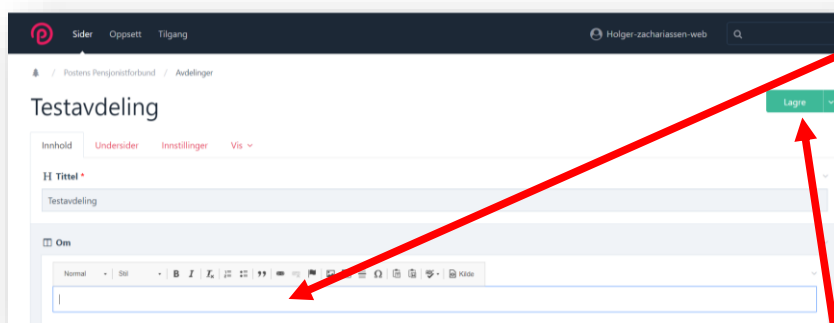 Sider Oppsett Tilgang Holger-zachariassen-web
/ Postens Pensjonistforbund / Avdelinger
Testavdeling
Lagre
Innhold Undersider Innstillinger Vis
H Tittel *
Testavdeling
Om
Normal Stil B I Ix Ω Kilde